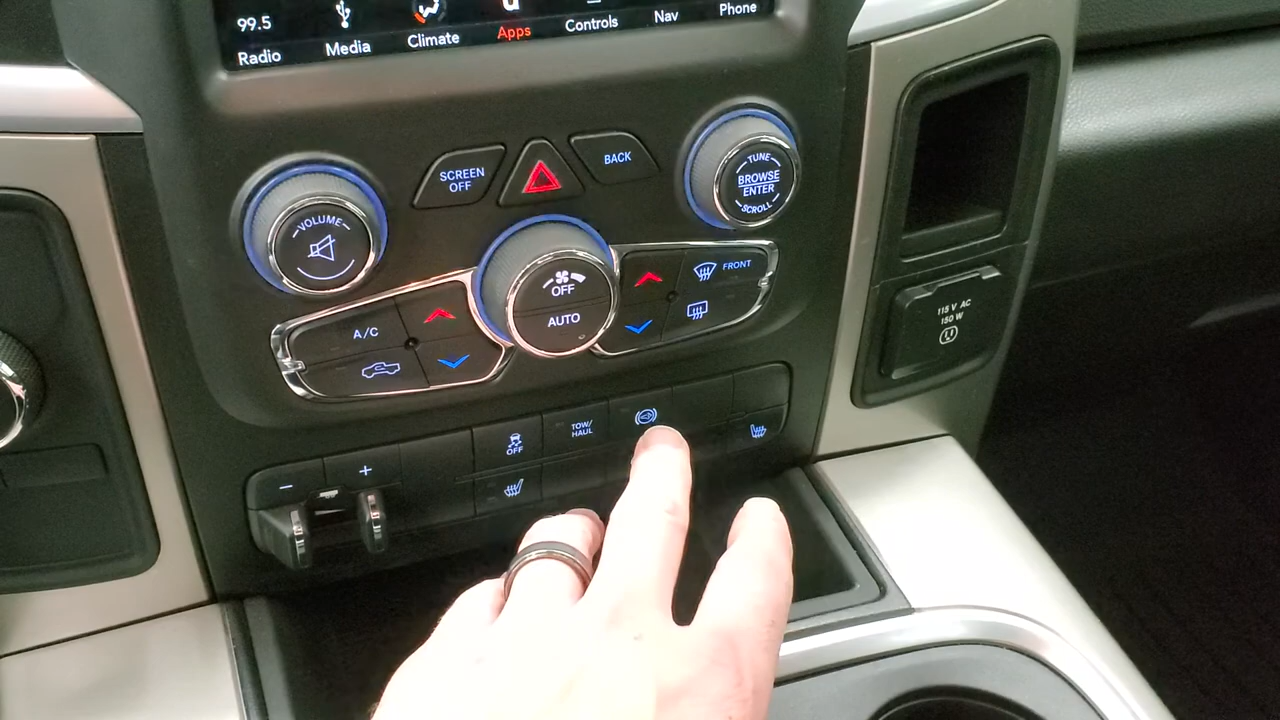 99.5
Radio
Media
Climate
Apps
Controls
Nav
Phone
SCREEN
OFF
BACK
VOLUME
TUNE
BROWSE
ENTER
SCROLL
OFF
AUTO
A/C
FRONT
115 V AC
150 W
OFF
TOW/
HAUL
- +